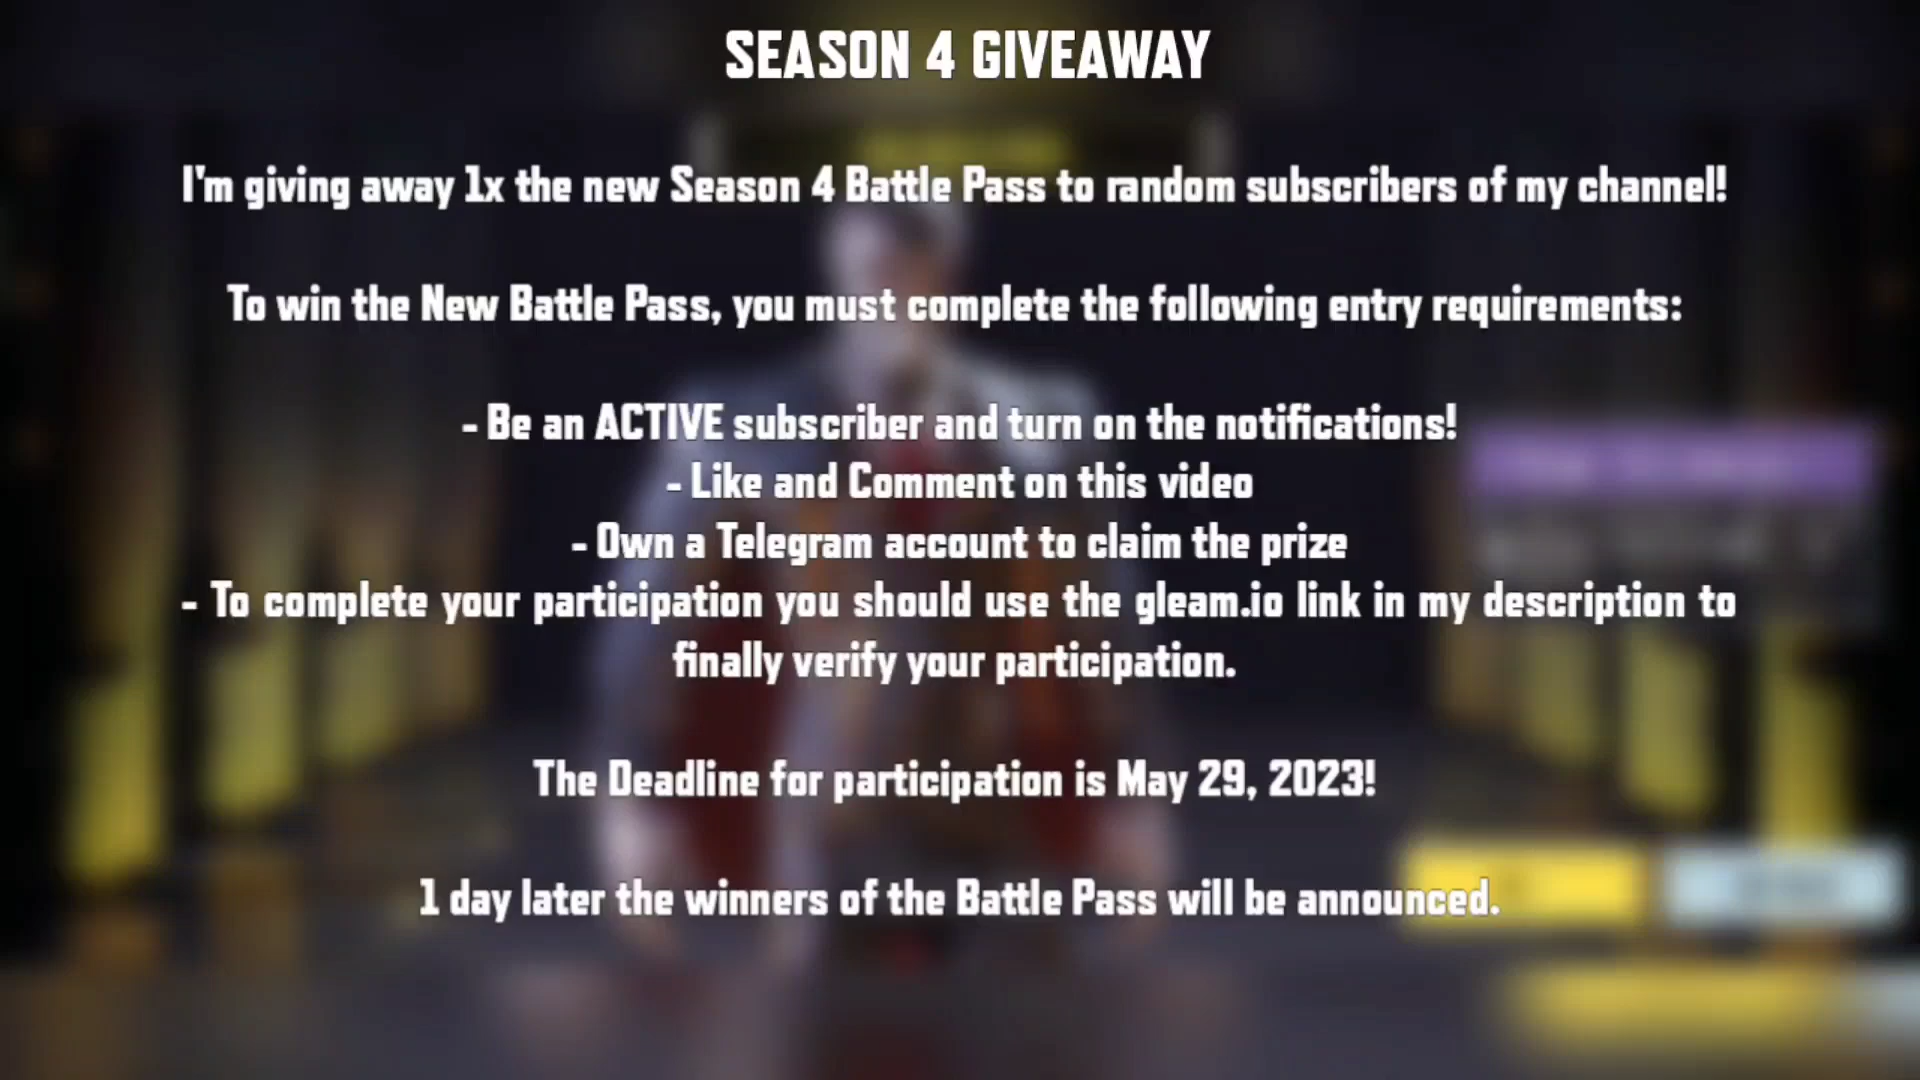 SEASON 4 GIVEAWAY
I'm giving away 1x the new Season 4 Battle Pass to random subscribers of my channel!
To win the New Battle Pass, you must complete the following entry requirements:
- Be an ACTIVE subscriber and turn on the notifications!
- Like and Comment on this video
- Own a Telegram account to claim the prize
- To complete your participation you should use the gleam.io link in my description to
finally verify your participation.
The Deadline for participation is May 29, 2023!
1 day later the winners of the Battle Pass will be announced.